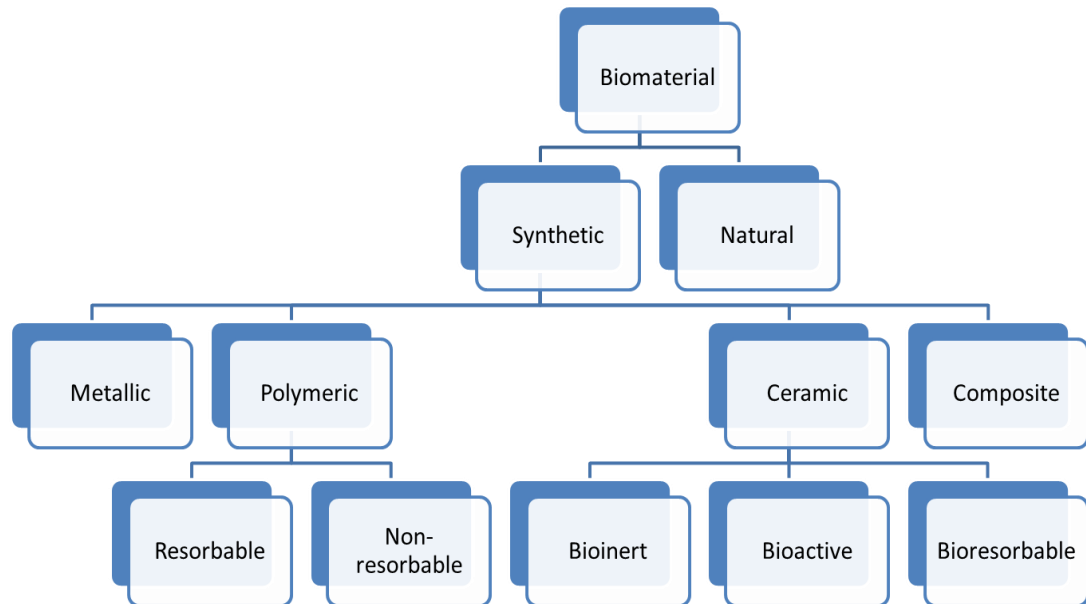 Biomaterial
Synthetic
Natural
Metallic
Polymeric
Ceramic
Composite
Resorbable
Non-
resorbable
Bioinert
Bioactive
Bioresorbable